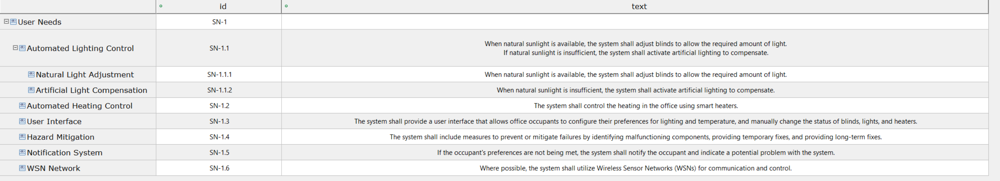 id text
User Needs SN-1
Automated Lighting Control SN-1.1 When natural sunlight is available, the system shall adjust blinds to allow the required amount of light.
If natural sunlight is insufficient, the system shall activate artificial lighting to compensate.
Natural Light Adjustment SN-1.1.1 When natural sunlight is available, the system shall adjust blinds to allow the required amount of light.
Artificial Light Compensation SN-1.1.2 When natural sunlight is insufficient, the system shall activate artificial lighting to compensate.
Automated Heating Control SN-1.2 The system shall control the heating in the office using smart heaters.
User Interface SN-1.3 The system shall provide a user interface that allows office occupants to configure their preferences for lighting and temperature, and manually change the status of blinds, lights, and heaters.
Hazard Mitigation SN-1.4 The system shall include measures to prevent or mitigate failures by identifying malfunctioning components, providing temporary fixes, and providing long-term fixes.
Notification System SN-1.5 If the occupant's preferences are not being met, the system shall notify the occupant and indicate a potential problem with the system.
WSN Network SN-1.6 Where possible, the system shall utilize Wireless Sensor Networks (WSNs) for communication and control.